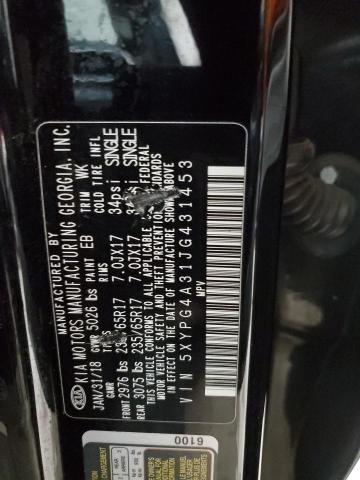 MANUFACTURED BY
KIA KIA MOTORS MANUFACTURING GEORGIA, INC.
JAN/31/18 GVWR 5026 lbs PAINT EB TRIM WK
GAWR TIRES RIMS COLD TIRE INFL
FRONT 2976 lbs 235/65R17 7.0JX17 34psi SINGLE
REAR 3075 lbs 235/65R17 7.0JX17 SINGLE
THIS VEHICLE CONFORMS TO ALL APPLICABLE FEDERAL
MOTOR VEHICLE SAFETY AND THEFT PREVENTION STANDARDS
IN EFFECT ON THE DATE OF MANUFACTURE SHOWN ABOVE
VIN 5XYPG4A31JG431453
MPV
6100